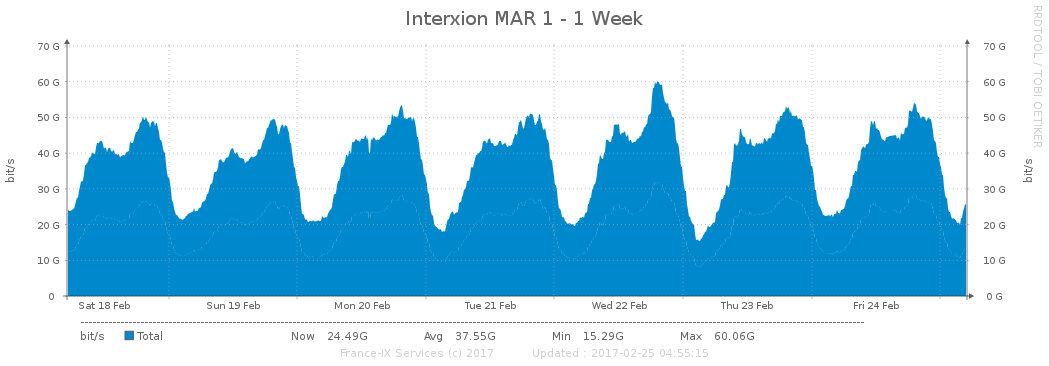 Interxion MAR 1 - 1 Week
RRDTOOL / TOBI OETIKER
70 G 70 G
60 G 60 G
50 G 50 G
40 G 40 G
30 G 30 G
20 G 20 G
10 G 10 G
0 0 G
bit/s bit/s
Sat 18 Feb Sun 19 Feb Mon 20 Feb Tue 21 Feb Wed 22 Feb Thu 23 Feb Fri 24 Feb
bit/s Total Now 24.49G Avg 37.55G Min 15.29G Max 60.06G
France-IX Services (c) 2017 Updated : 2017-02-25 04:55:15